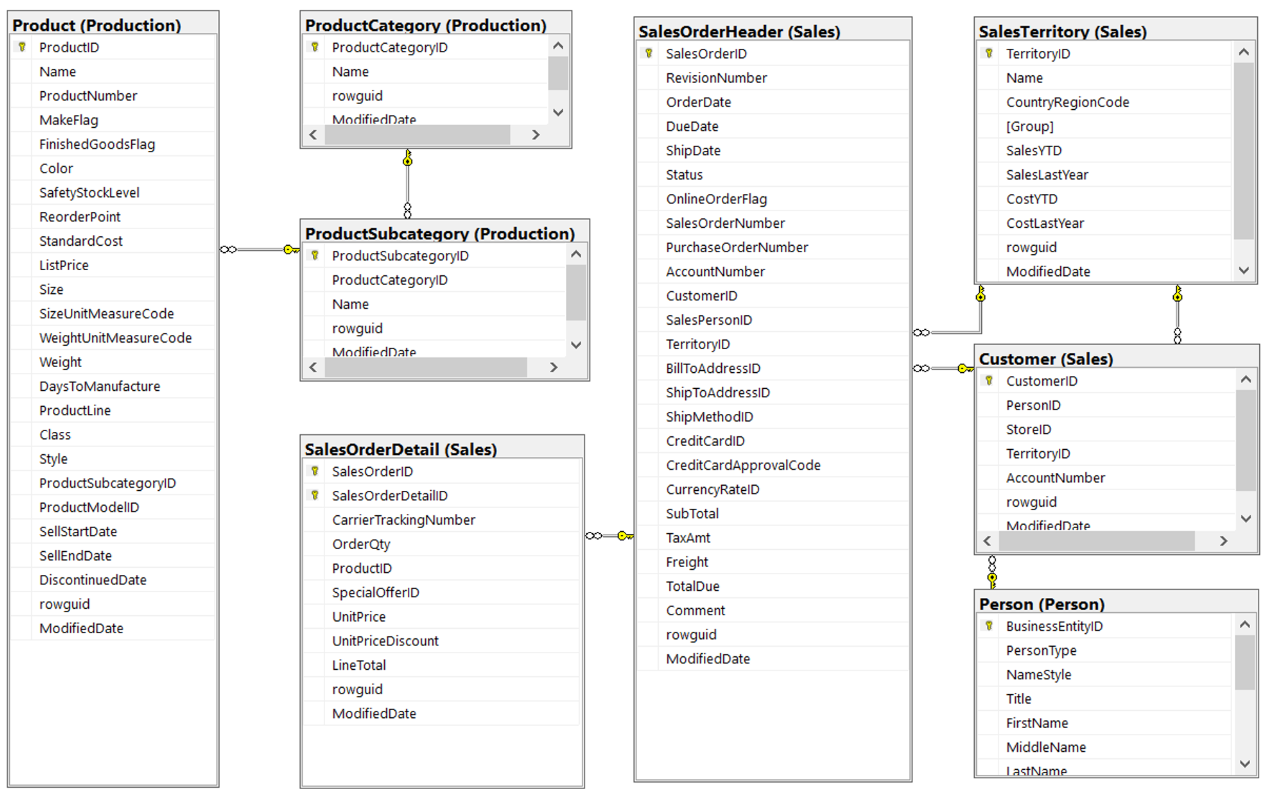 Product (Production)
ProductID
Name
ProductNumber
MakeFlag
FinishedGoodsFlag
Color
SafetyStockLevel
ReorderPoint
StandardCost
ListPrice
Size
SizeUnitMeasureCode
WeightUnitMeasureCode
Weight
DaysToManufacture
ProductLine
Class
Style
ProductSubcategoryID
ProductModelID
SellStartDate
SellEndDate
DiscontinuedDate
rowguid
ModifiedDate
ProductCategory (Production)
ProductCategoryID
Name
rowguid
ModifiedDate
ProductSubcategory (Production)
ProductSubcategoryID
ProductCategoryID
Name
rowguid
ModifiedDate
SalesOrderDetail (Sales)
SalesOrderID
SalesOrderDetailID
CarrierTrackingNumber
OrderQty
ProductID
SpecialOfferID
UnitPrice
UnitPriceDiscount
LineTotal
rowguid
ModifiedDate
SalesOrderHeader (Sales)
SalesOrderID
RevisionNumber
OrderDate
DueDate
ShipDate
Status
OnlineOrderFlag
SalesOrderNumber
PurchaseOrderNumber
AccountNumber
CustomerID
SalesPersonID
TerritoryID
BillToAddressID
ShipToAddressID
ShipMethodID
CreditCardID
CreditCardApprovalCode
CurrencyRateID
SubTotal
TaxAmt
Freight
TotalDue
Comment
rowguid
ModifiedDate
SalesTerritory (Sales)
TerritoryID
Name
CountryRegionCode
[Group]
SalesYTD
SalesLastYear
CostYTD
CostLastYear
rowguid
ModifiedDate
Customer (Sales)
CustomerID
PersonID
StoreID
TerritoryID
AccountNumber
rowguid
ModifiedDate
Person (Person)
BusinessEntityID
PersonType
NameStyle
Title
FirstName
MiddleName
LastName